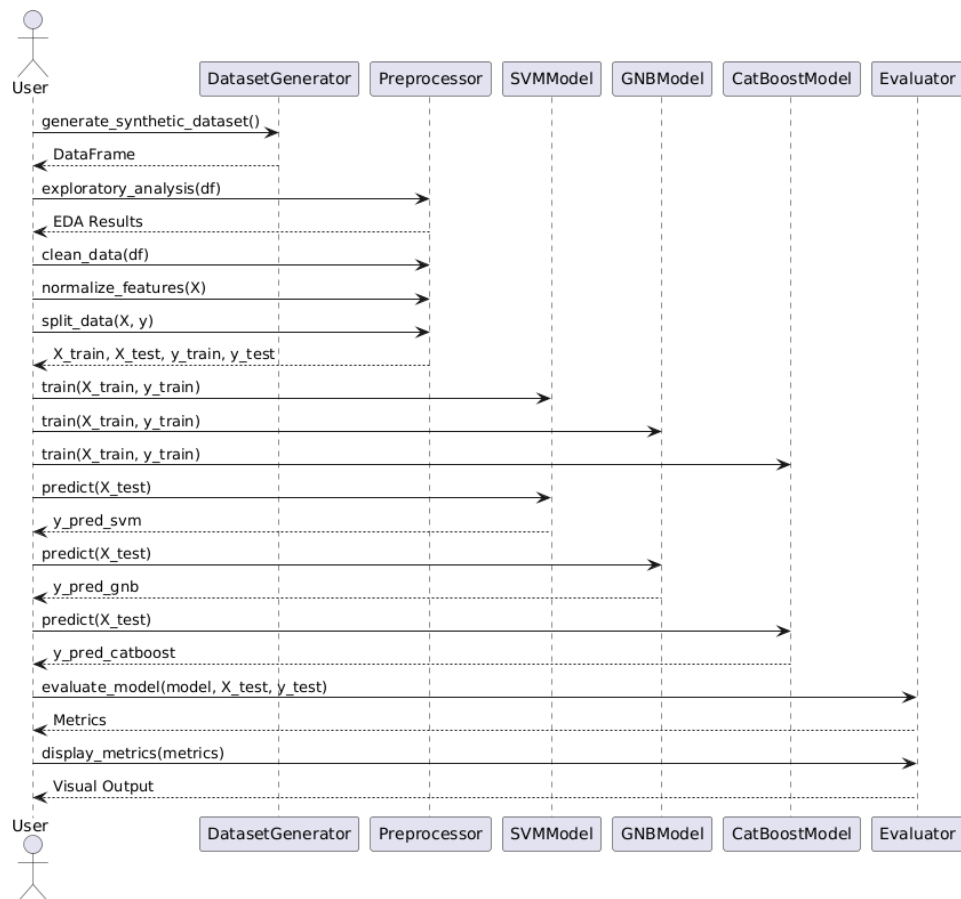 User
DatasetGenerator
Preprocessor
SVMModel
GNBModel
CatBoostModel
Evaluator
generate_synthetic_dataset()
DataFrame
exploratory_analysis(df)
EDA Results
clean_data(df)
normalize_features(X)
split_data(X, y)
X_train, X_test, y_train, y_test
train(X_train, y_train)
train(X_train, y_train)
train(X_train, y_train)
predict(X_test)
y_pred_svm
predict(X_test)
y_pred_gnb
predict(X_test)
y_pred_catboost
evaluate_model(model, X_test, y_test)
Metrics
display_metrics(metrics)
Visual Output
User
DatasetGenerator
Preprocessor
SVMModel
GNBModel
CatBoostModel
Evaluator